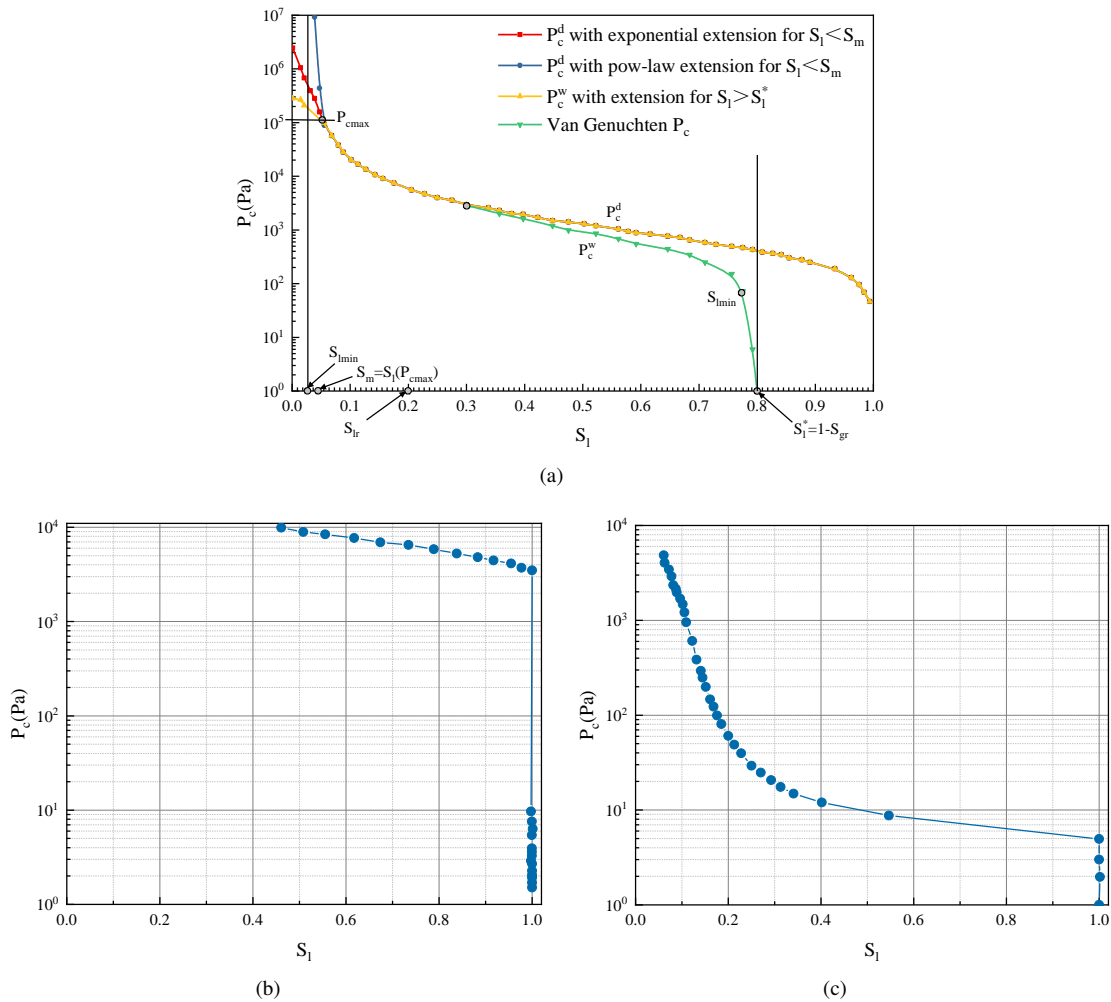 P_c^d with exponential extension for S_l<S_m
P_c^d with pow-law extension for S_l<S_m
P_c^w with extension for S_l>S_l^*
Van Genuchten P_c
10^7
10^6
10^5
10^4
10^3
10^2
10^1
10^0
P_c(Pa)
P_cmax
P_c^d
P_c^w
S_lmin
S_lmin
S_m=S_l(P_cmax)
0.0 0.1 0.2 0.3 0.4 0.5 0.6 0.7 0.8 0.9 1.0
S_lr
S_l
S_l^*=1-S_gr
(a)
10^4
10^3
10^2
10^1
10^0
P_c(Pa)
0.0 0.2 0.4 0.6 0.8 1.0
S_l
(b)
10^4
10^3
10^2
10^1
10^0
P_c(Pa)
0.0 0.2 0.4 0.6 0.8 1.0
S_l
(c)